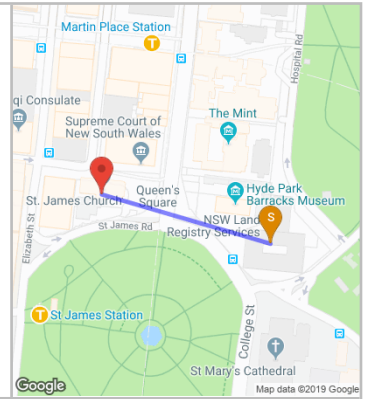 Martin Place Station
T
Hospital Rd
qi Consulate
Supreme Court of
New South Wales
The Mint
St. James Church
Queen's
Square
Hyde Park
Barracks Museum
S
NSW Land
Registry Services
Elizabeth St
St James Rd
T
St James Station
College St
St Mary's Cathedral
Google
Map data ©2019 Google